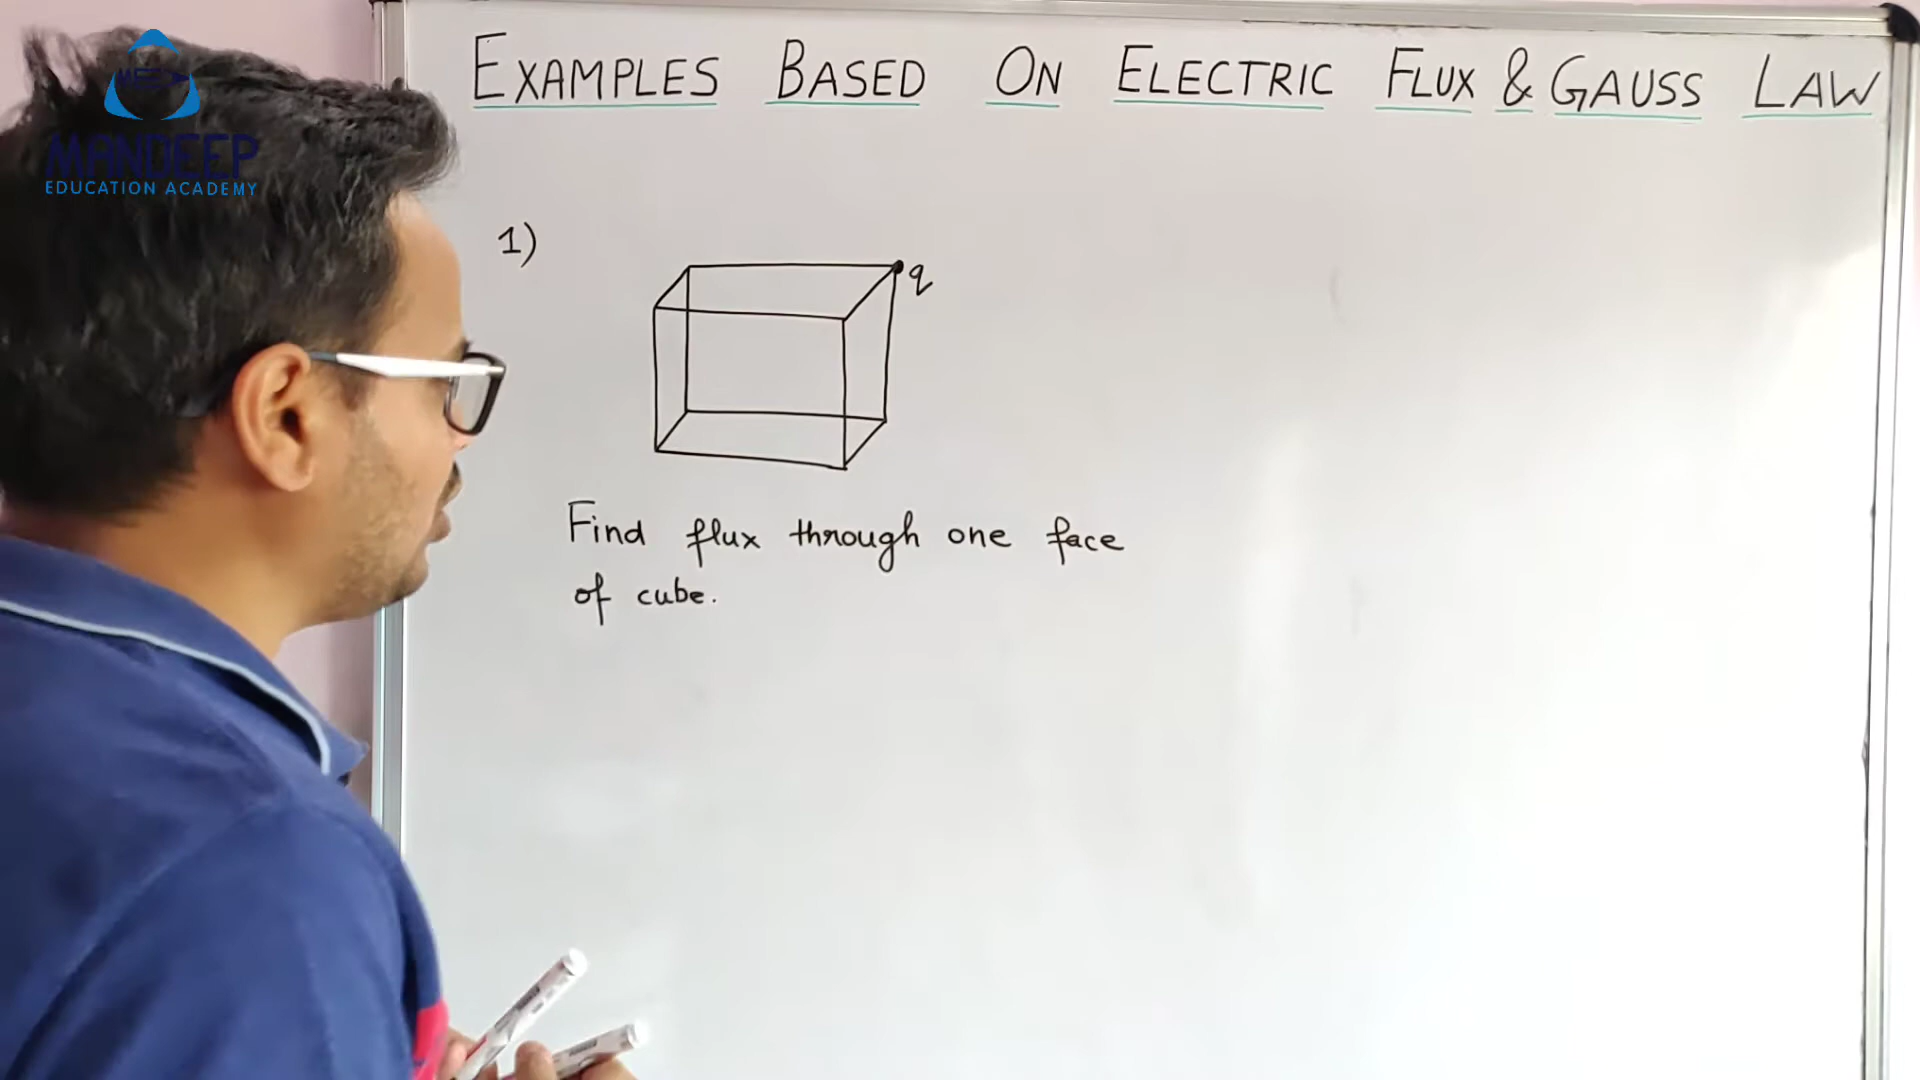 MANDEEP
EDUCATION ACADEMY
EXAMPLES BASED ON ELECTRIC FLUX & GAUSS LAW
1)
q
Find flux through one face
of cube.